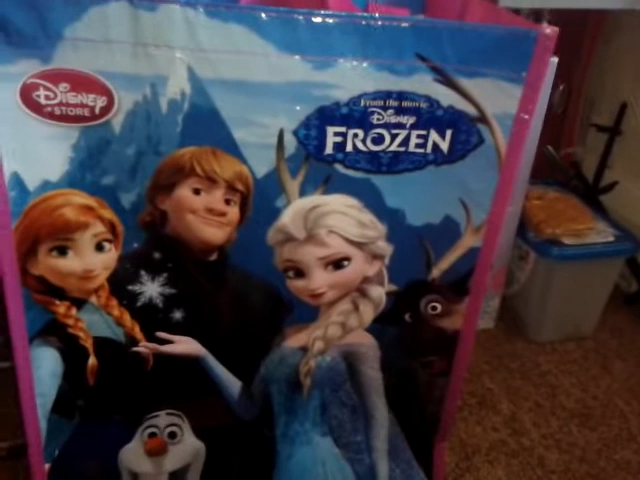 Disney
STORE
From the movie
Disney
FROZEN